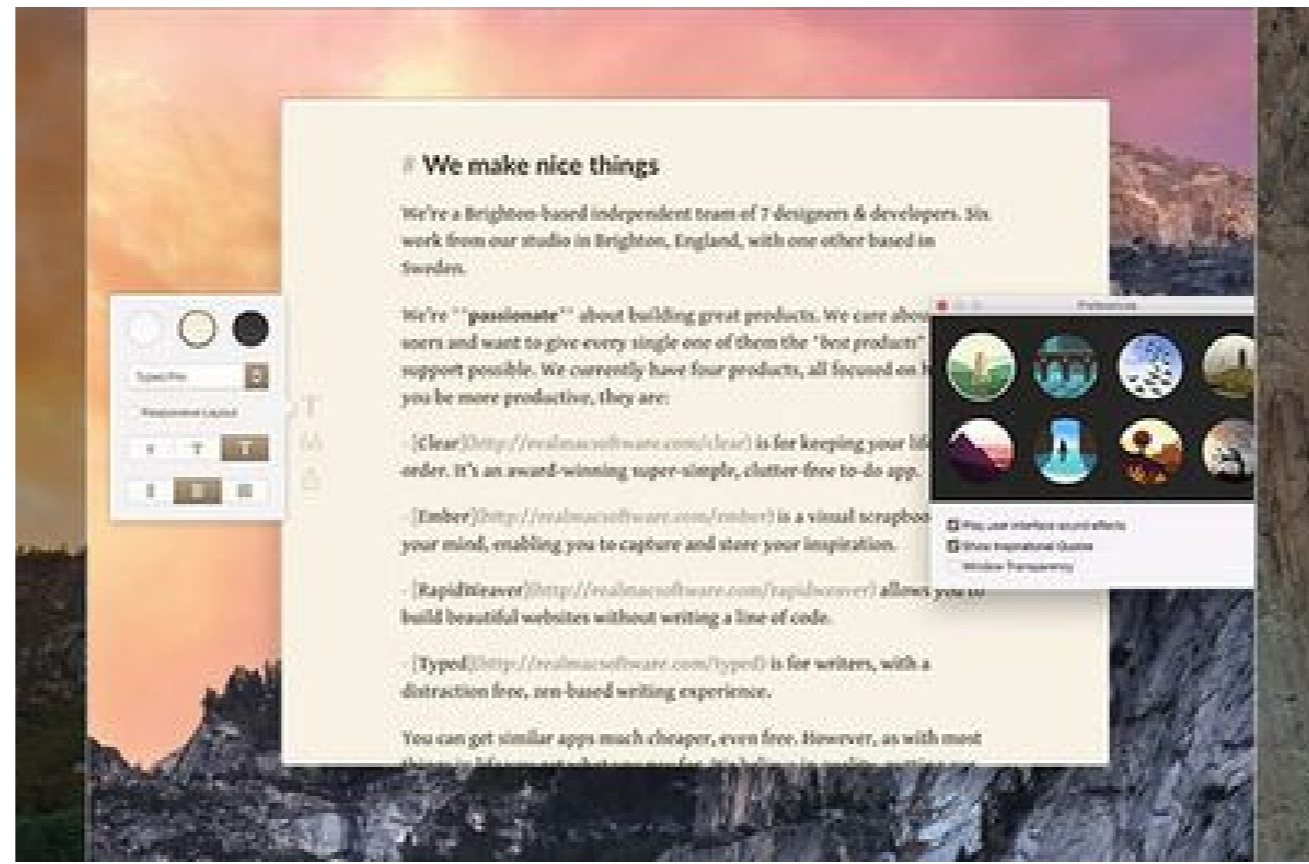 # We make nice things
We're a Brighton-based independent team of 7 designers & developers. Six
work from our studio in Brighton, England, with one other based in
Sweden.
We're **passionate** about building great products. We care about
users and want to give every single one of them the *best products*
support possible. We currently have four products, all focused on
you be more productive, they are:
- [Clear](http://realmacsoftware.com/clear) is for keeping your life
order. It's an award-winning super-simple, clutter-free to-do app.
- [Ember](http://realmacsoftware.com/ember) is a visual scrapbook
your mind, enabling you to capture and store your inspiration.
- [RapidWeaver](http://realmacsoftware.com/rapidweaver) allows you to
build beautiful websites without writing a line of code.
- [Typed](http://realmacsoftware.com/typed) is for writers, with a
distraction free, zen-based writing experience.
You can get similar apps much cheaper, even free. However, as with most
Responsive Layout
T T T
Preferences
Play user interface sound effects
Show Inspirational Quotes
Window Transparency